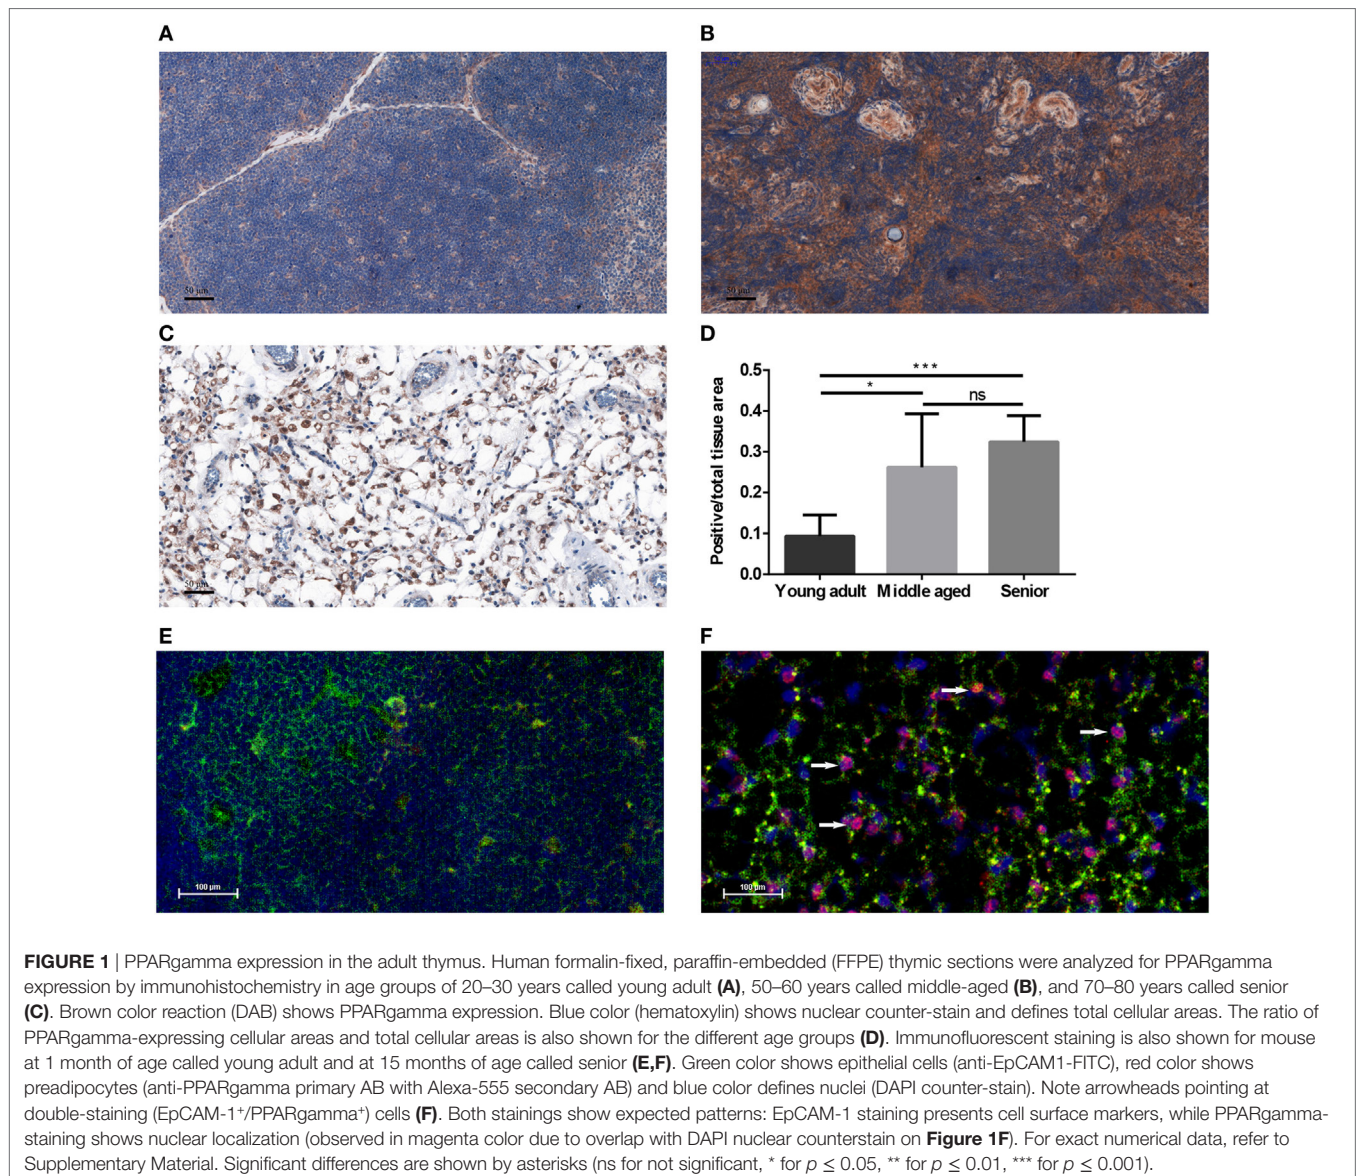 A
B
50 µm
50 µm
C
D
50 µm
Positive/total tissue area
0.5
0.4
0.3
0.2
0.1
0.0
***
*
ns
Young adult Middle aged Senior
E
F
100 µm
100 µm
FIGURE 1 | PPARgamma expression in the adult thymus. Human formalin-fixed, paraffin-embedded (FFPE) thymic sections were analyzed for PPARgamma
expression by immunohistochemistry in age groups of 20–30 years called young adult (A), 50–60 years called middle-aged (B), and 70–80 years called senior
(C). Brown color reaction (DAB) shows PPARgamma expression. Blue color (hematoxylin) shows nuclear counter-stain and defines total cellular areas. The ratio of
PPARgamma-expressing cellular areas and total cellular areas is also shown for the different age groups (D). Immunofluorescent staining is also shown for mouse
at 1 month of age called young adult and at 15 months of age called senior (E,F). Green color shows epithelial cells (anti-EpCAM1-FITC), red color shows
preadipocytes (anti-PPARgamma primary AB with Alexa-555 secondary AB) and blue color defines nuclei (DAPI counter-stain). Note arrowheads pointing at
double-staining (EpCAM-1⁺/PPARgamma⁺) cells (F). Both stainings show expected patterns: EpCAM-1 staining presents cell surface markers, while PPARgamma-
staining shows nuclear localization (observed in magenta color due to overlap with DAPI nuclear counterstain on Figure 1F). For exact numerical data, refer to
Supplementary Material. Significant differences are shown by asterisks (ns for not significant, * for p ≤ 0.05, ** for p ≤ 0.01, *** for p ≤ 0.001).